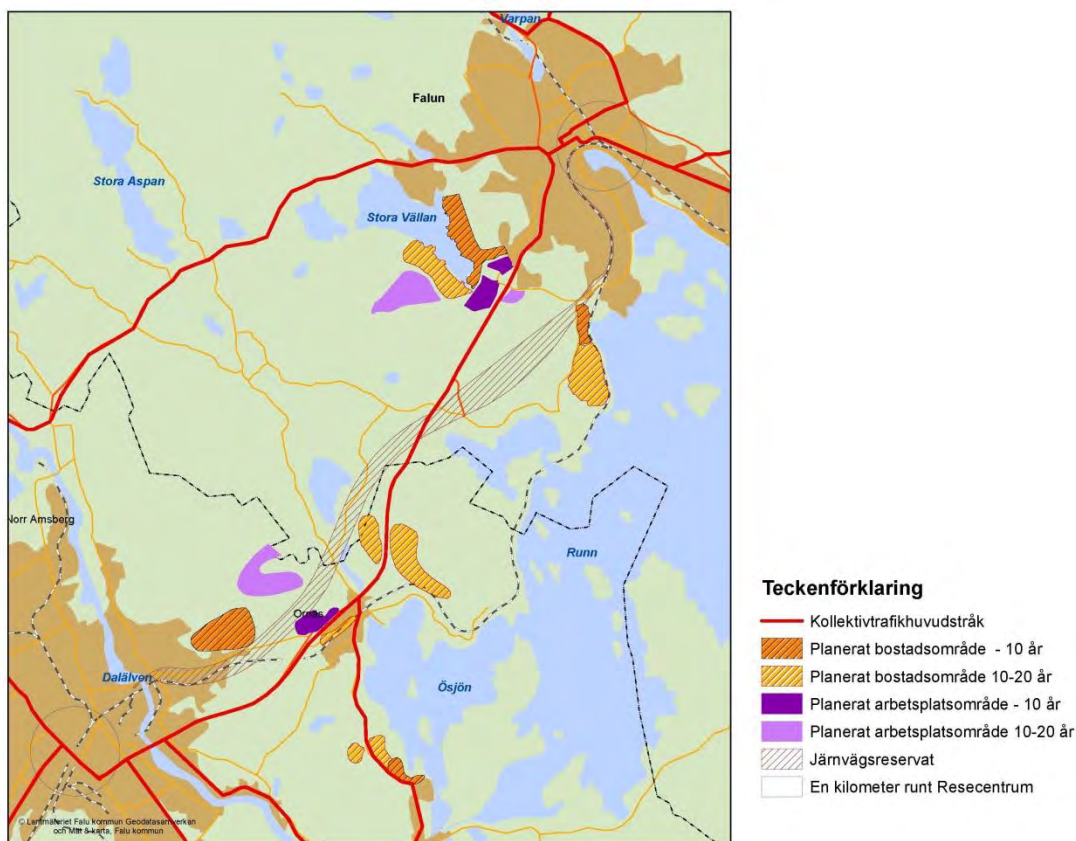 Varpan
Falun
Stora Aspan
Stora Vällan
Norr Amsberg
Runn
Ornäs
Dalälven
Ösjön
© Lantmäteriet Falu kommun Geodatasamverkan
och Mät & karta, Falu kommun
Teckenförklaring
Kollektivtrafikhuvudstråk
Planerat bostadsområde - 10 år
Planerat bostadsområde 10-20 år
Planerat arbetsplatsområde - 10 år
Planerat arbetsplatsområde 10-20 år
Järnvägsreservat
En kilometer runt Resecentrum